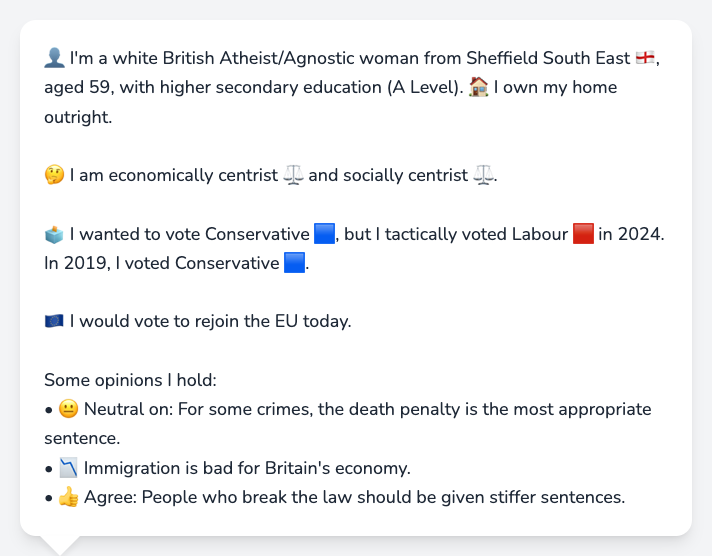 👤 I'm a white British Atheist/Agnostic woman from Sheffield South East 🏴󠁧󠁢󠁥󠁮󠁧󠁿,
aged 59, with higher secondary education (A Level). 🏠 I own my home
outright.
🤔 I am economically centrist ⚖️ and socially centrist ⚖️.
🗳️ I wanted to vote Conservative 🟦, but I tactically voted Labour 🟥 in 2024.
In 2019, I voted Conservative 🟦.
🇪🇺 I would vote to rejoin the EU today.
Some opinions I hold:
• 😐 Neutral on: For some crimes, the death penalty is the most appropriate
sentence.
• 📉 Immigration is bad for Britain's economy.
• 👍 Agree: People who break the law should be given stiffer sentences.